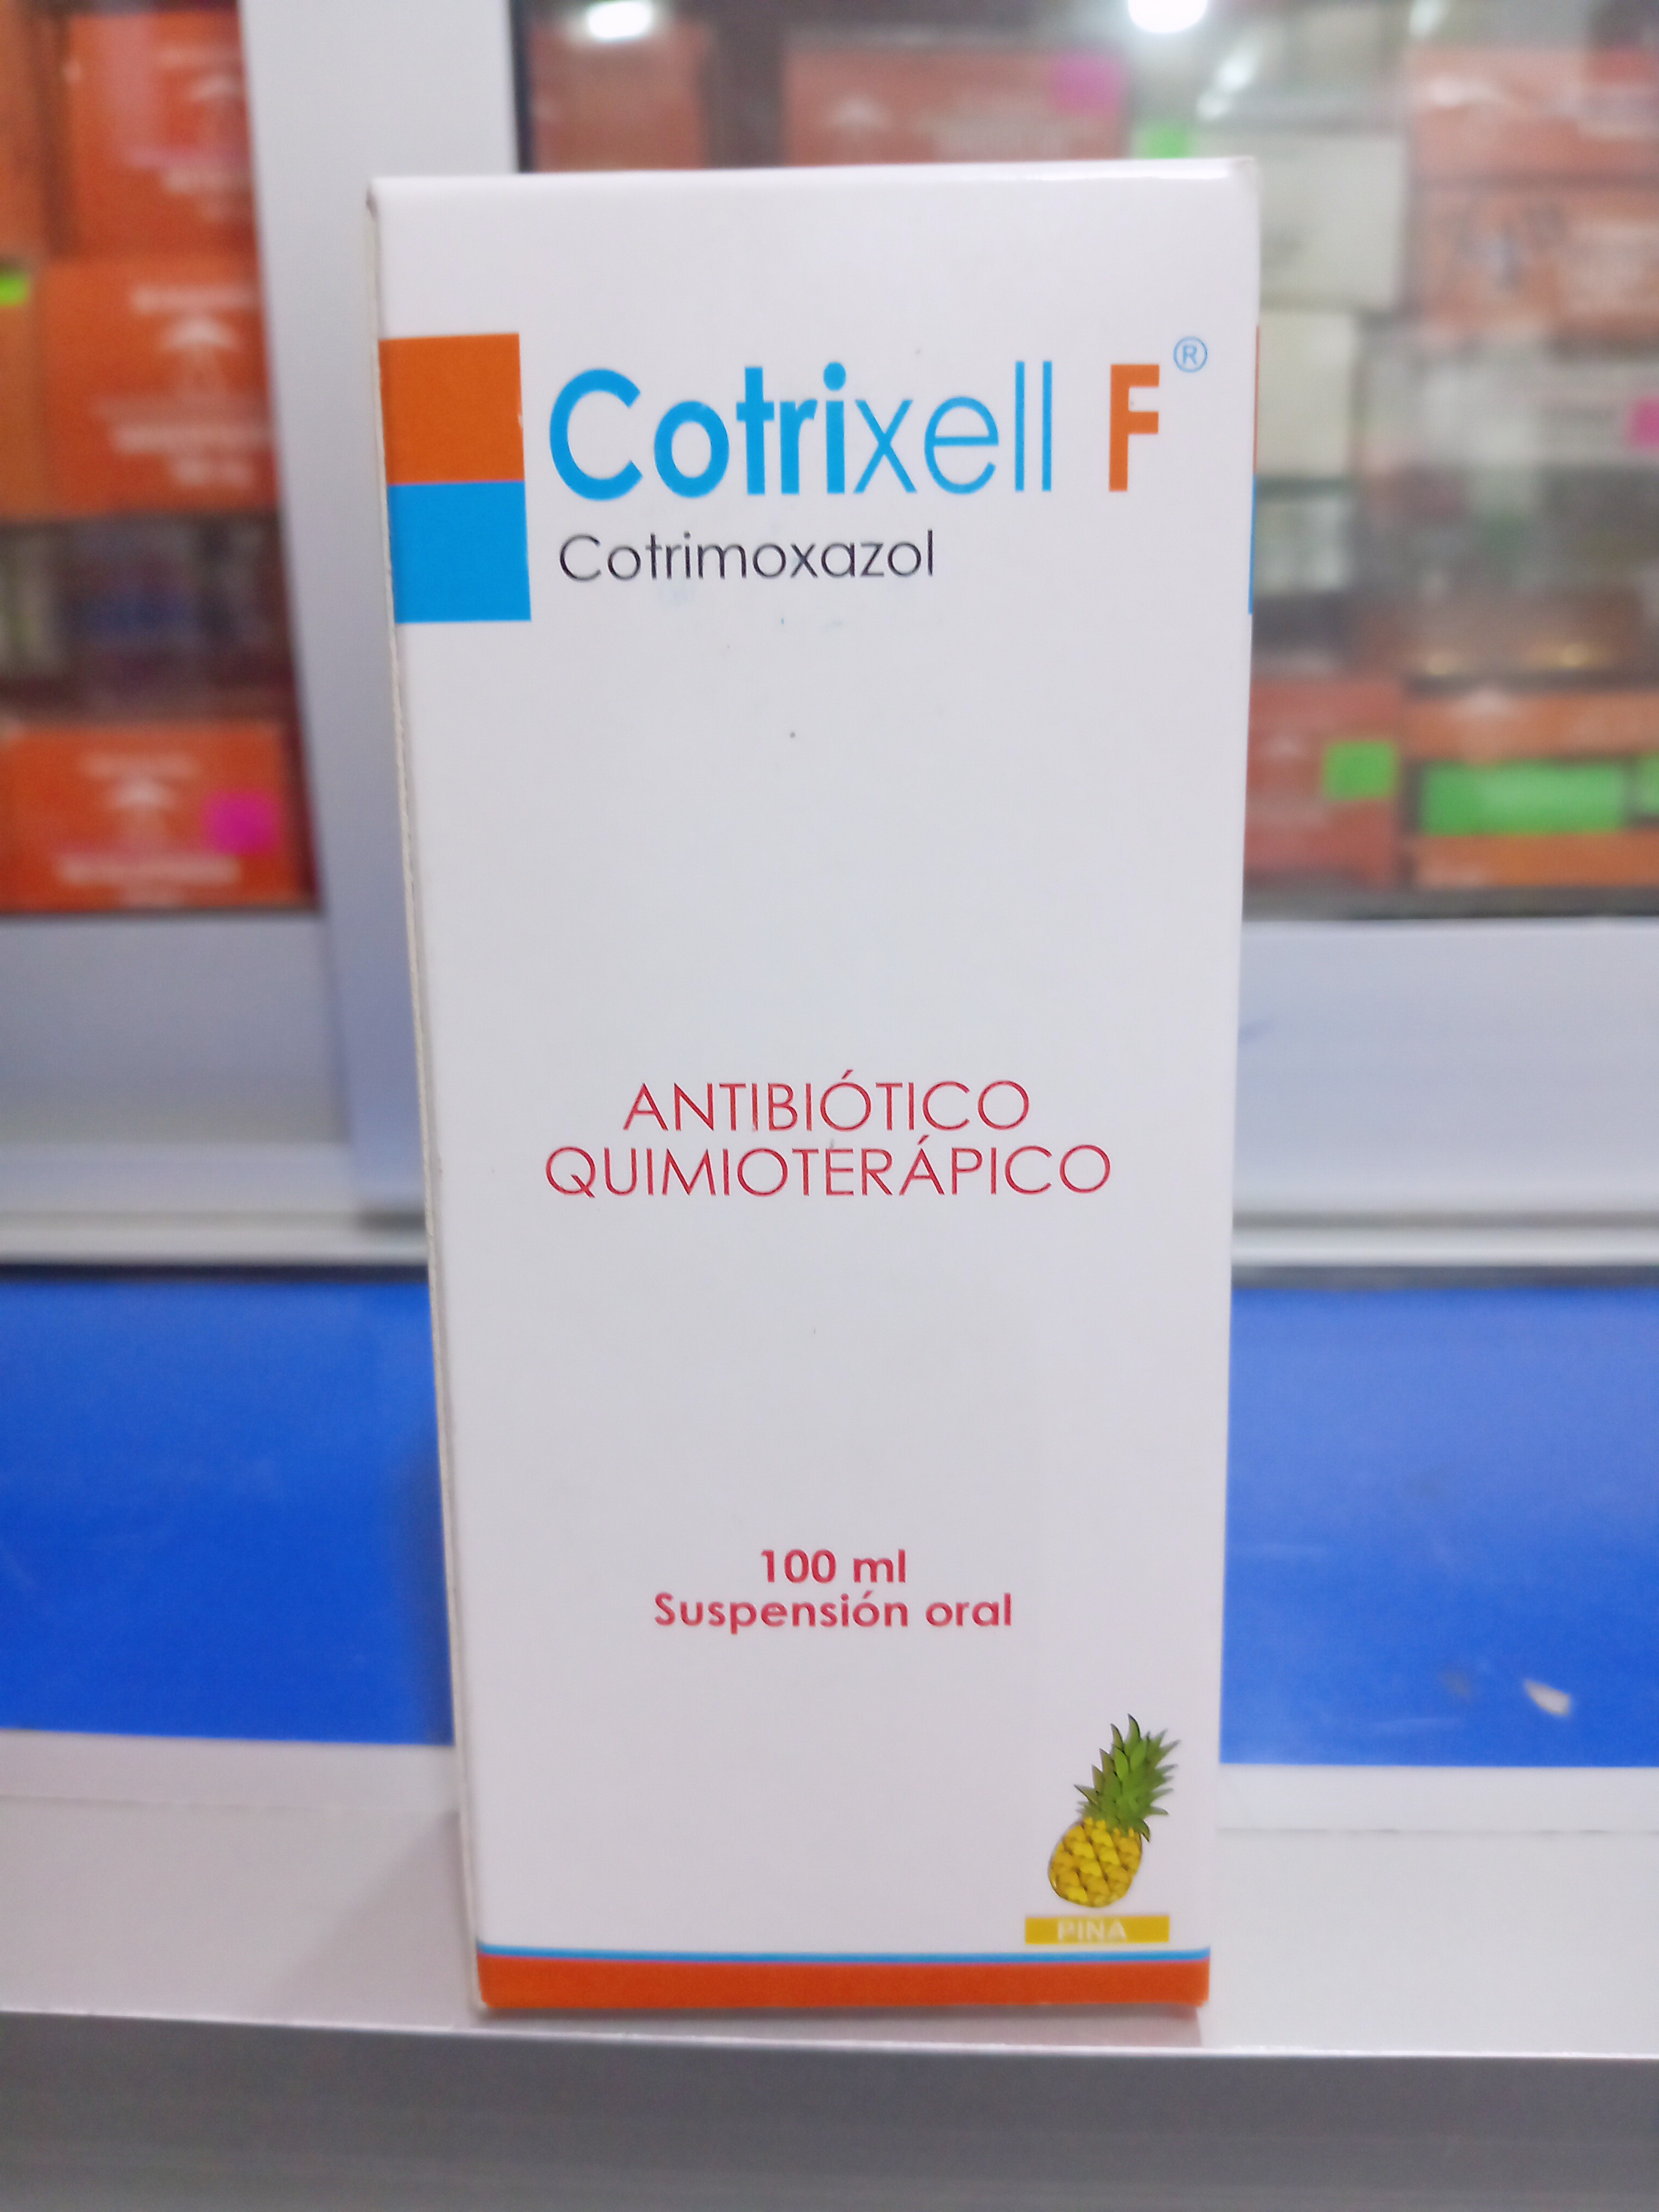 Cotrixell F®
Cotrimoxazol
ANTIBIÓTICO
QUIMIOTERÁPICO
100 ml
Suspensión oral
PIÑA